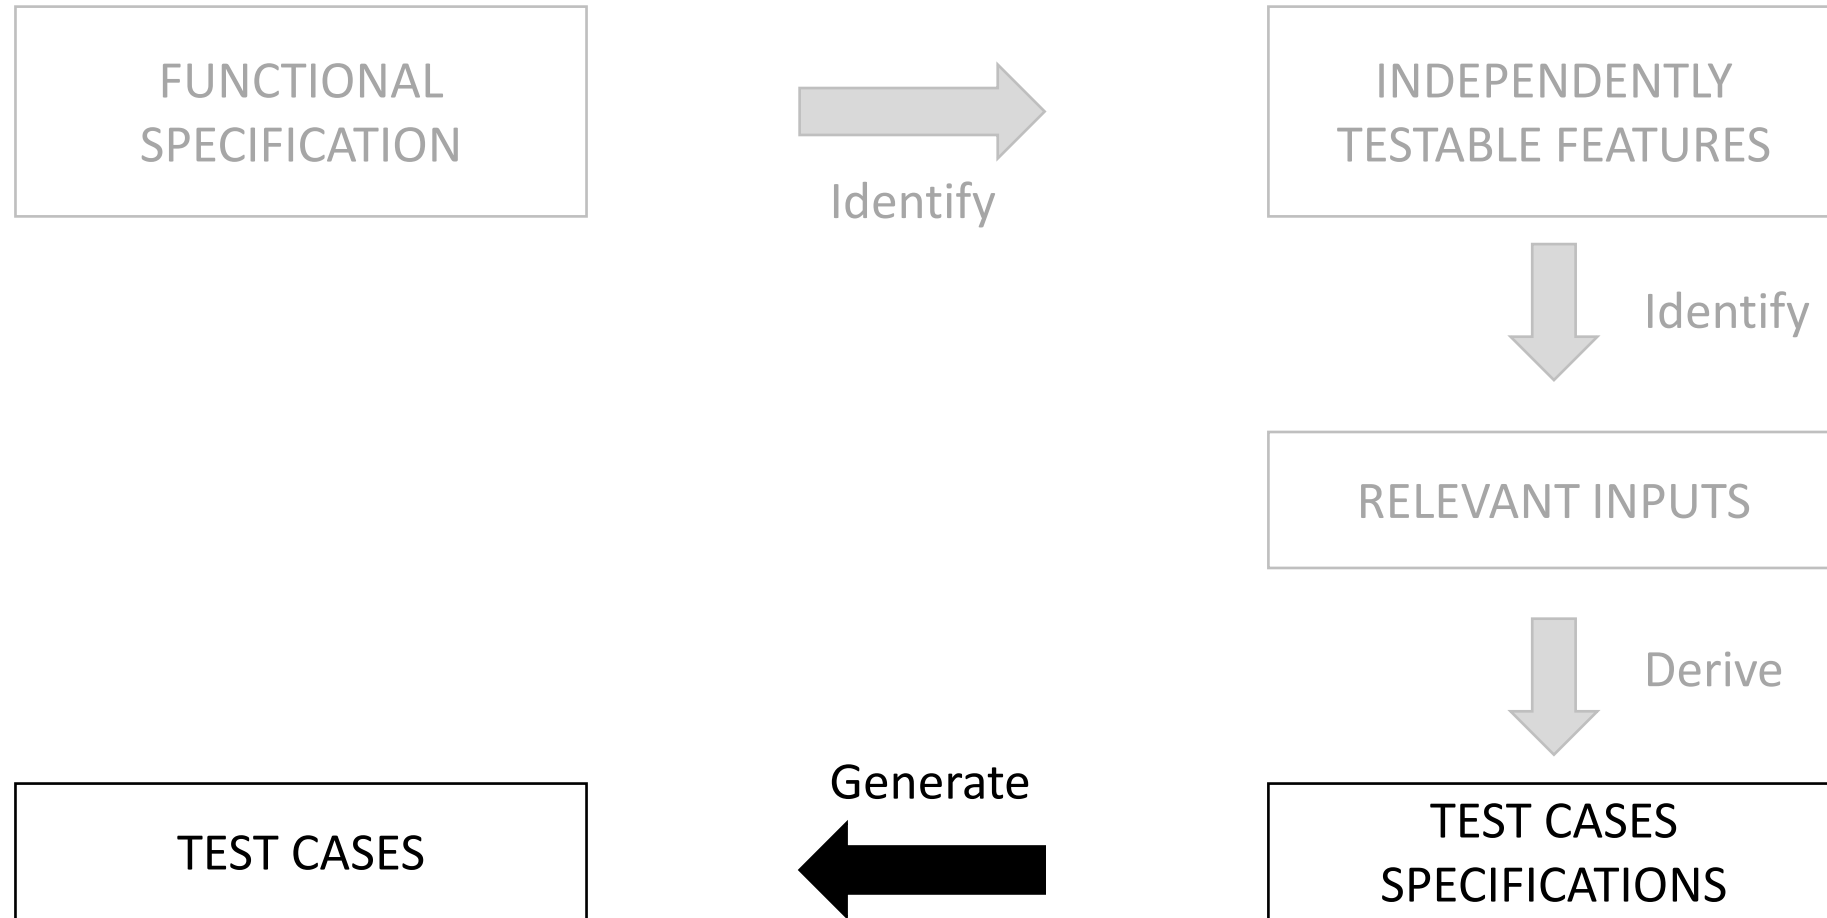 FUNCTIONAL
SPECIFICATION
Identify
INDEPENDENTLY
TESTABLE FEATURES
Identify
RELEVANT INPUTS
Derive
TEST CASES
SPECIFICATIONS
Generate
TEST CASES